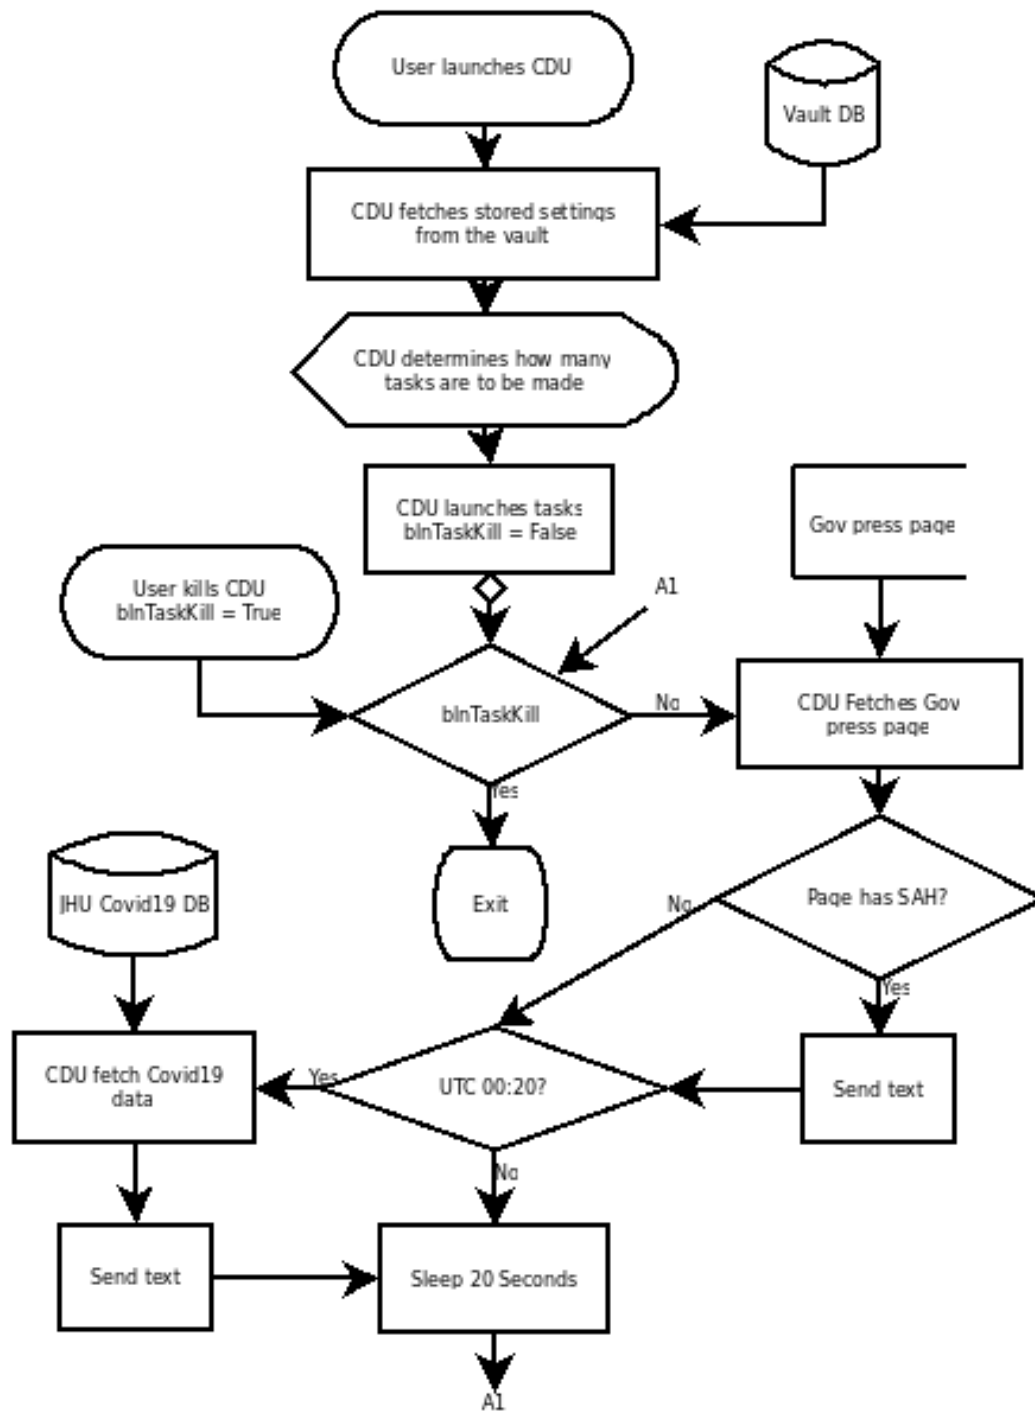 User launches CDU
Vault DB
CDU fetches stored settings
from the vault
CDU determines how many
tasks are to be made
CDU launches tasks
blnTaskKill = False
Gov press page
User kills CDU
blnTaskKill = True
A1
blnTaskKill
No
CDU Fetches Gov
press page
Yes
JHU Covid19 DB
Exit
No
Page has SAH?
Yes
CDU fetch Covid19
data
Yes
UTC 00:20?
Send text
No
Send text
Sleep 20 Seconds
A1